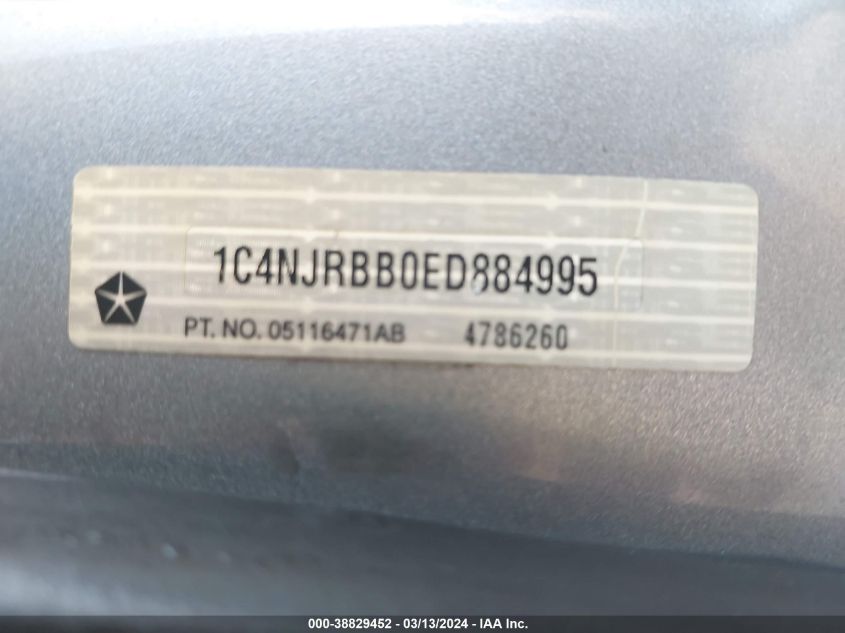 1C4NJRBB0ED884995
PT. NO. 05116471AB 4786260
000-38829452 / 03/13/2024 - IAA Inc.